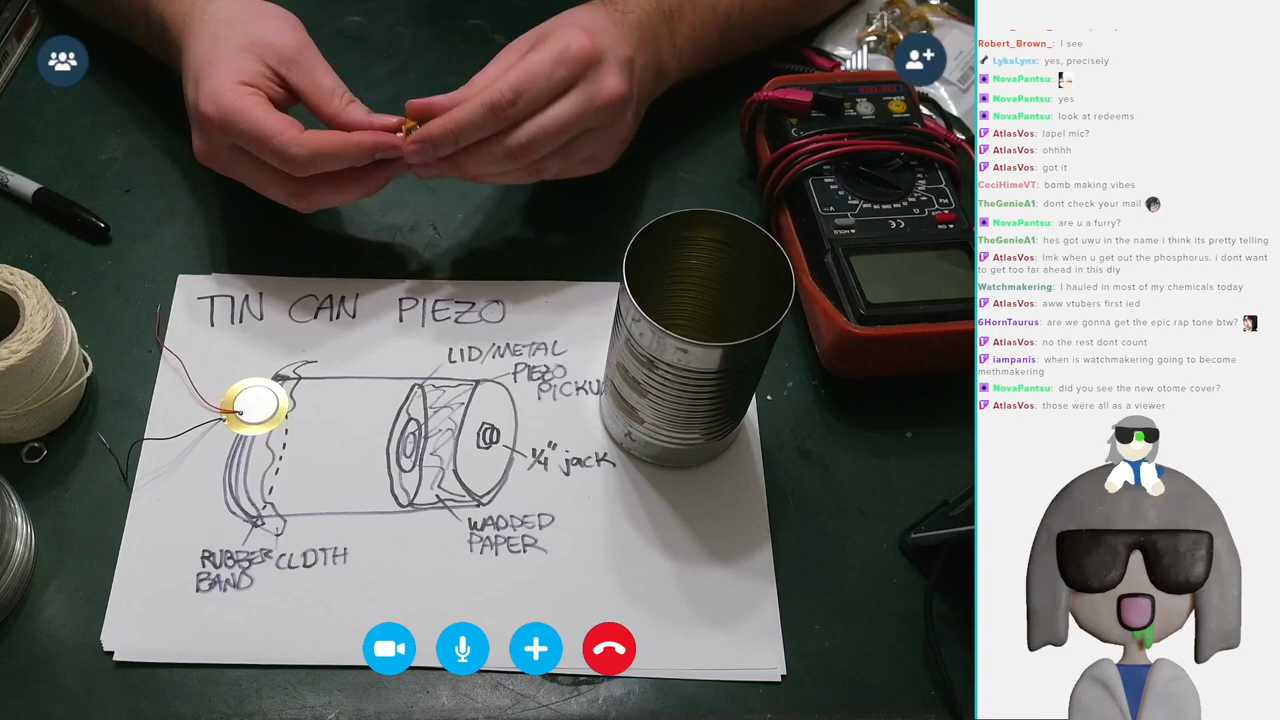 TIN CAN PIEZO
LID/METAL
PIEZO
PICKUP
1/4" jack
WADDED
PAPER
RUBBER
BAND
CLOTH
HOLD
Hz
V
Ω
CE
ON
Robert_Brown_: I see
LykaLynx: yes, precisely
NovaPantsu:
NovaPantsu: yes
NovaPantsu: look at redeems
AtlasVos: lapel mic?
AtlasVos: ohhhh
AtlasVos: got it
CeciHimeVT: bomb making vibes
TheGenieA1: dont check your mail
NovaPantsu: are u a furry?
TheGenieA1: hes got uwu in the name i think its pretty telling
AtlasVos: lmk when u get out the phosphorus. i dont want
to get too far ahead in this diy
Watchmakering: I hauled in most of my chemicals today
AtlasVos: aww vtubers first ied
6HornTaurus: are we gonna get the epic rap tone btw?
AtlasVos: no the rest dont count
iampanis: when is watchmakering going to become
methmakering
NovaPantsu: did you see the new otome cover?
AtlasVos: those were all as a viewer